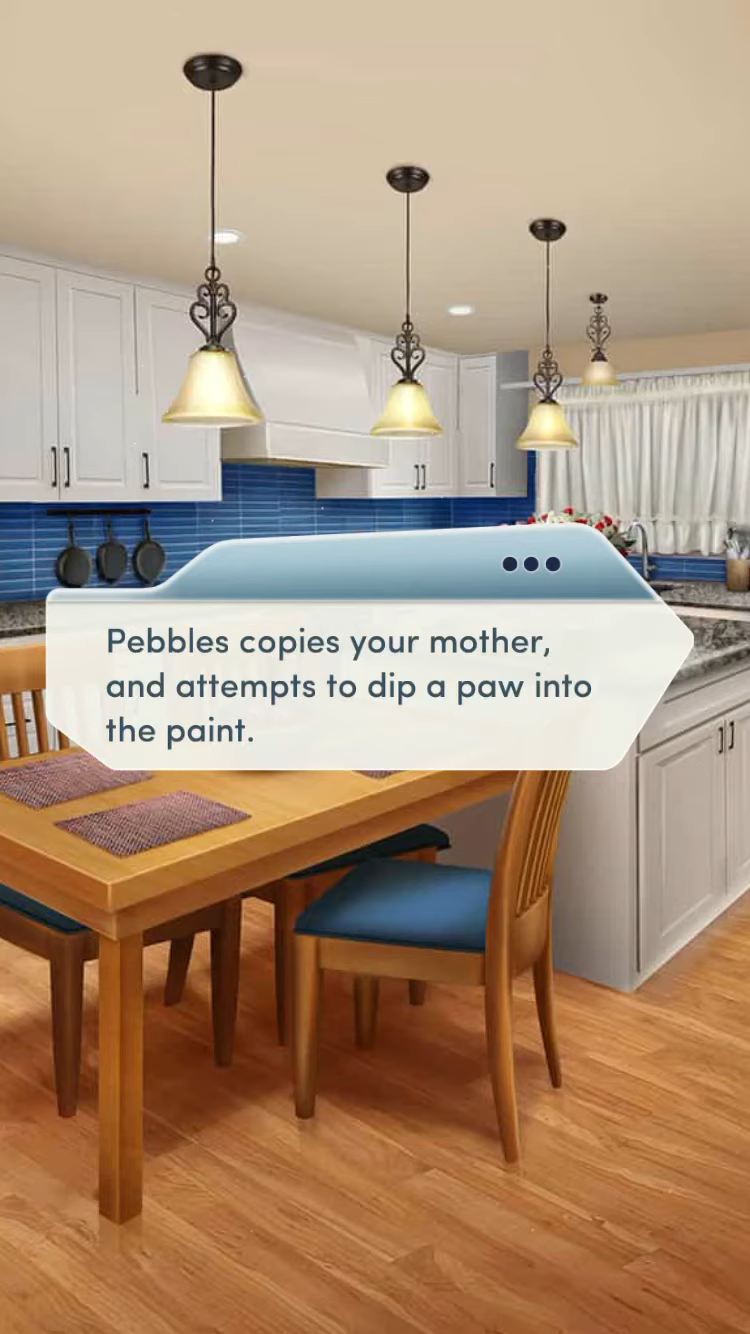 Pebbles copies your mother,
and attempts to dip a paw into
the paint.